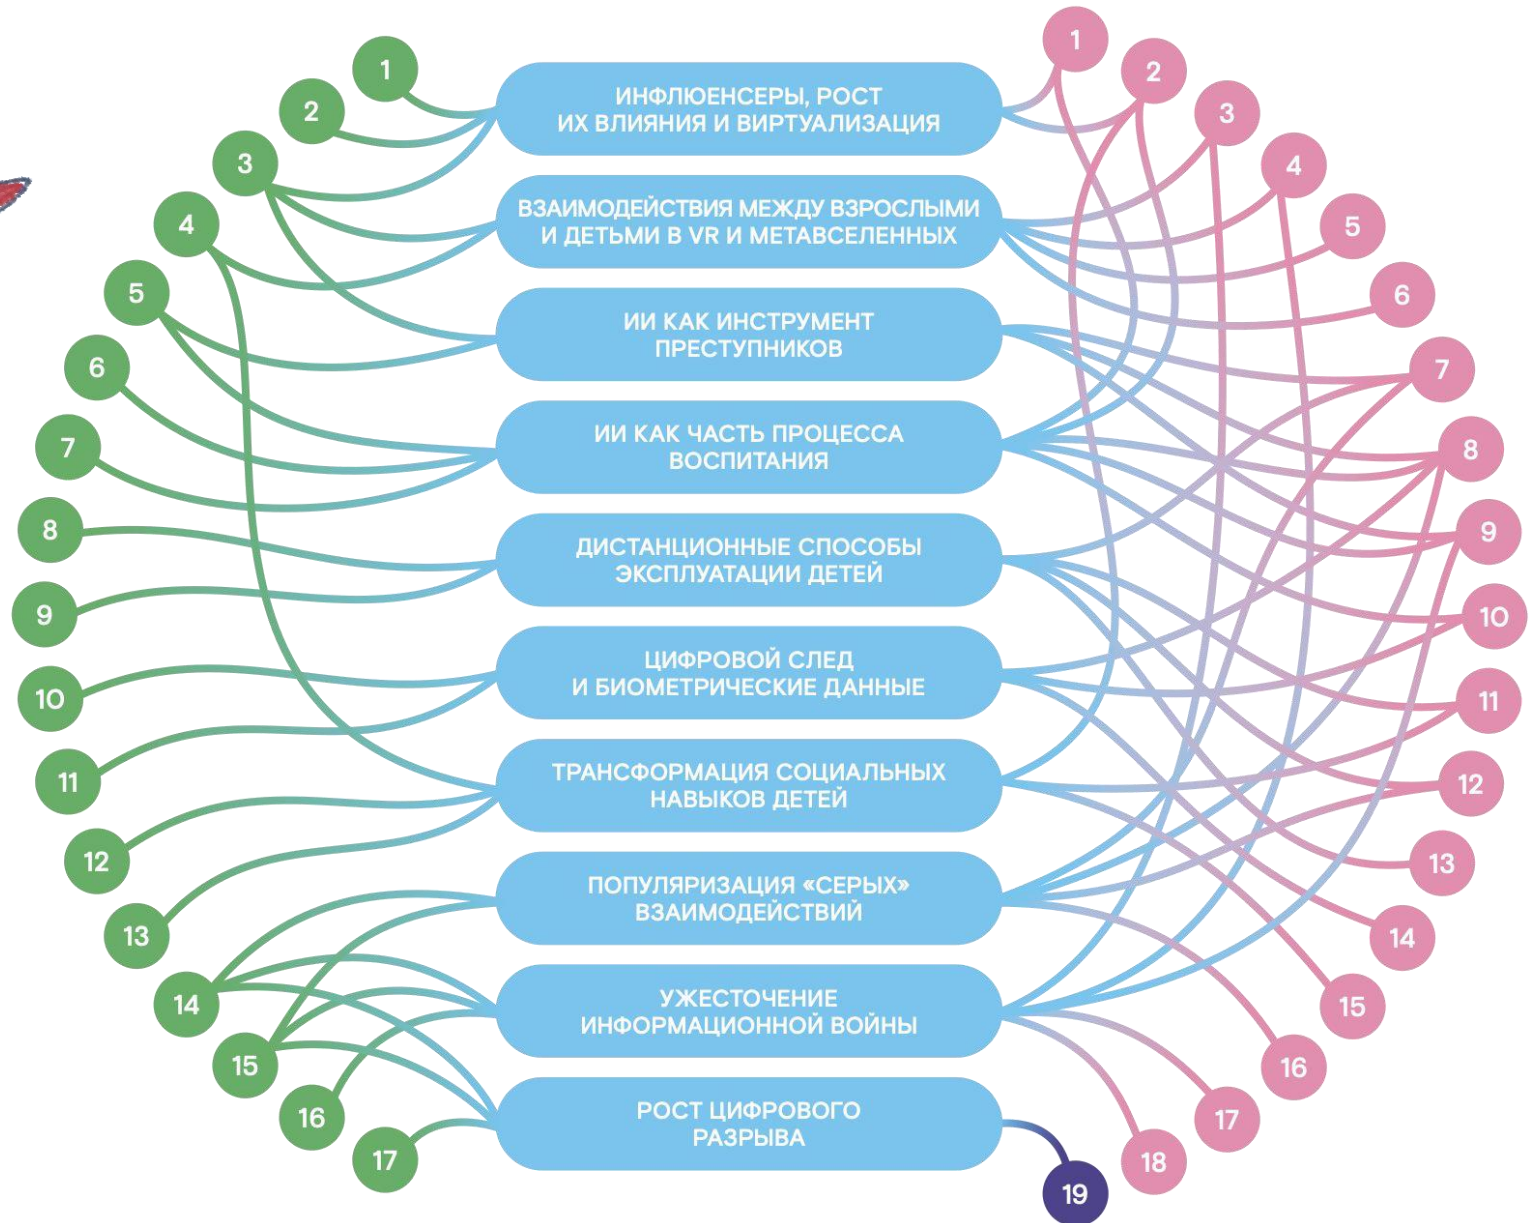 1
2
3
4
5
6
7
8
9
10
11
12
13
14
15
16
17
ИНФЛЮЕНСЕРЫ, РОСТ
ИХ ВЛИЯНИЯ И ВИРТУАЛИЗАЦИЯ
ВЗАИМОДЕЙСТВИЯ МЕЖДУ ВЗРОСЛЫМИ
И ДЕТЬМИ В VR И МЕТАВСЕЛЕННЫХ
ИИ КАК ИНСТРУМЕНТ
ПРЕСТУПНИКОВ
ИИ КАК ЧАСТЬ ПРОЦЕССА
ВОСПИТАНИЯ
ДИСТАНЦИОННЫЕ СПОСОБЫ
ЭКСПЛУАТАЦИИ ДЕТЕЙ
ЦИФРОВОЙ СЛЕД
И БИОМЕТРИЧЕСКИЕ ДАННЫЕ
ТРАНСФОРМАЦИЯ СОЦИАЛЬНЫХ
НАВЫКОВ ДЕТЕЙ
ПОПУЛЯРИЗАЦИЯ «СЕРЫХ»
ВЗАИМОДЕЙСТВИЙ
УЖЕСТОЧЕНИЕ
ИНФОРМАЦИОННОЙ ВОЙНЫ
РОСТ ЦИФРОВОГО
РАЗРЫВА
1
2
3
4
5
6
7
8
9
10
11
12
13
14
15
16
17
18
19